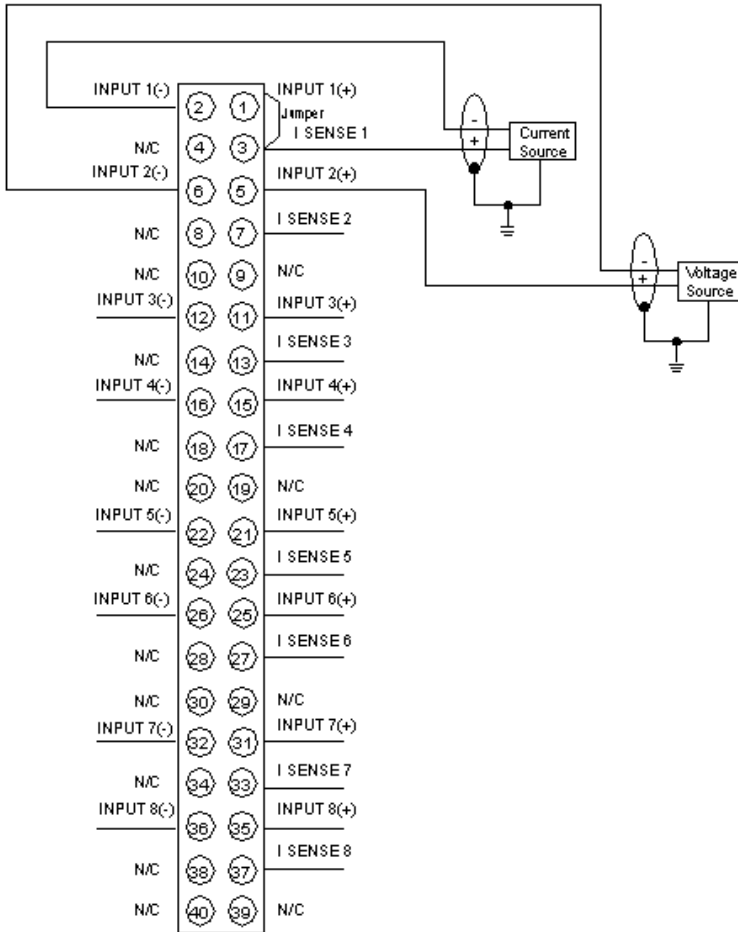 INPUT 1(-) 2 1 INPUT 1(+)
Jumper
N/C 4 3 I SENSE 1
INPUT 2(-) 6 5 INPUT 2(+)
N/C 8 7 I SENSE 2
N/C 10 9 N/C
INPUT 3(-) 12 11 INPUT 3(+)
N/C 14 13 I SENSE 3
INPUT 4(-) 16 15 INPUT 4(+)
N/C 18 17 I SENSE 4
N/C 20 19 N/C
INPUT 5(-) 22 21 INPUT 5(+)
N/C 24 23 I SENSE 5
INPUT 6(-) 26 25 INPUT 6(+)
N/C 28 27 I SENSE 6
N/C 30 29 N/C
INPUT 7(-) 32 31 INPUT 7(+)
N/C 34 33 I SENSE 7
INPUT 8(-) 36 35 INPUT 8(+)
N/C 38 37 I SENSE 8
N/C 40 39 N/C
-
+
Current
Source
-
+
Voltage
Source